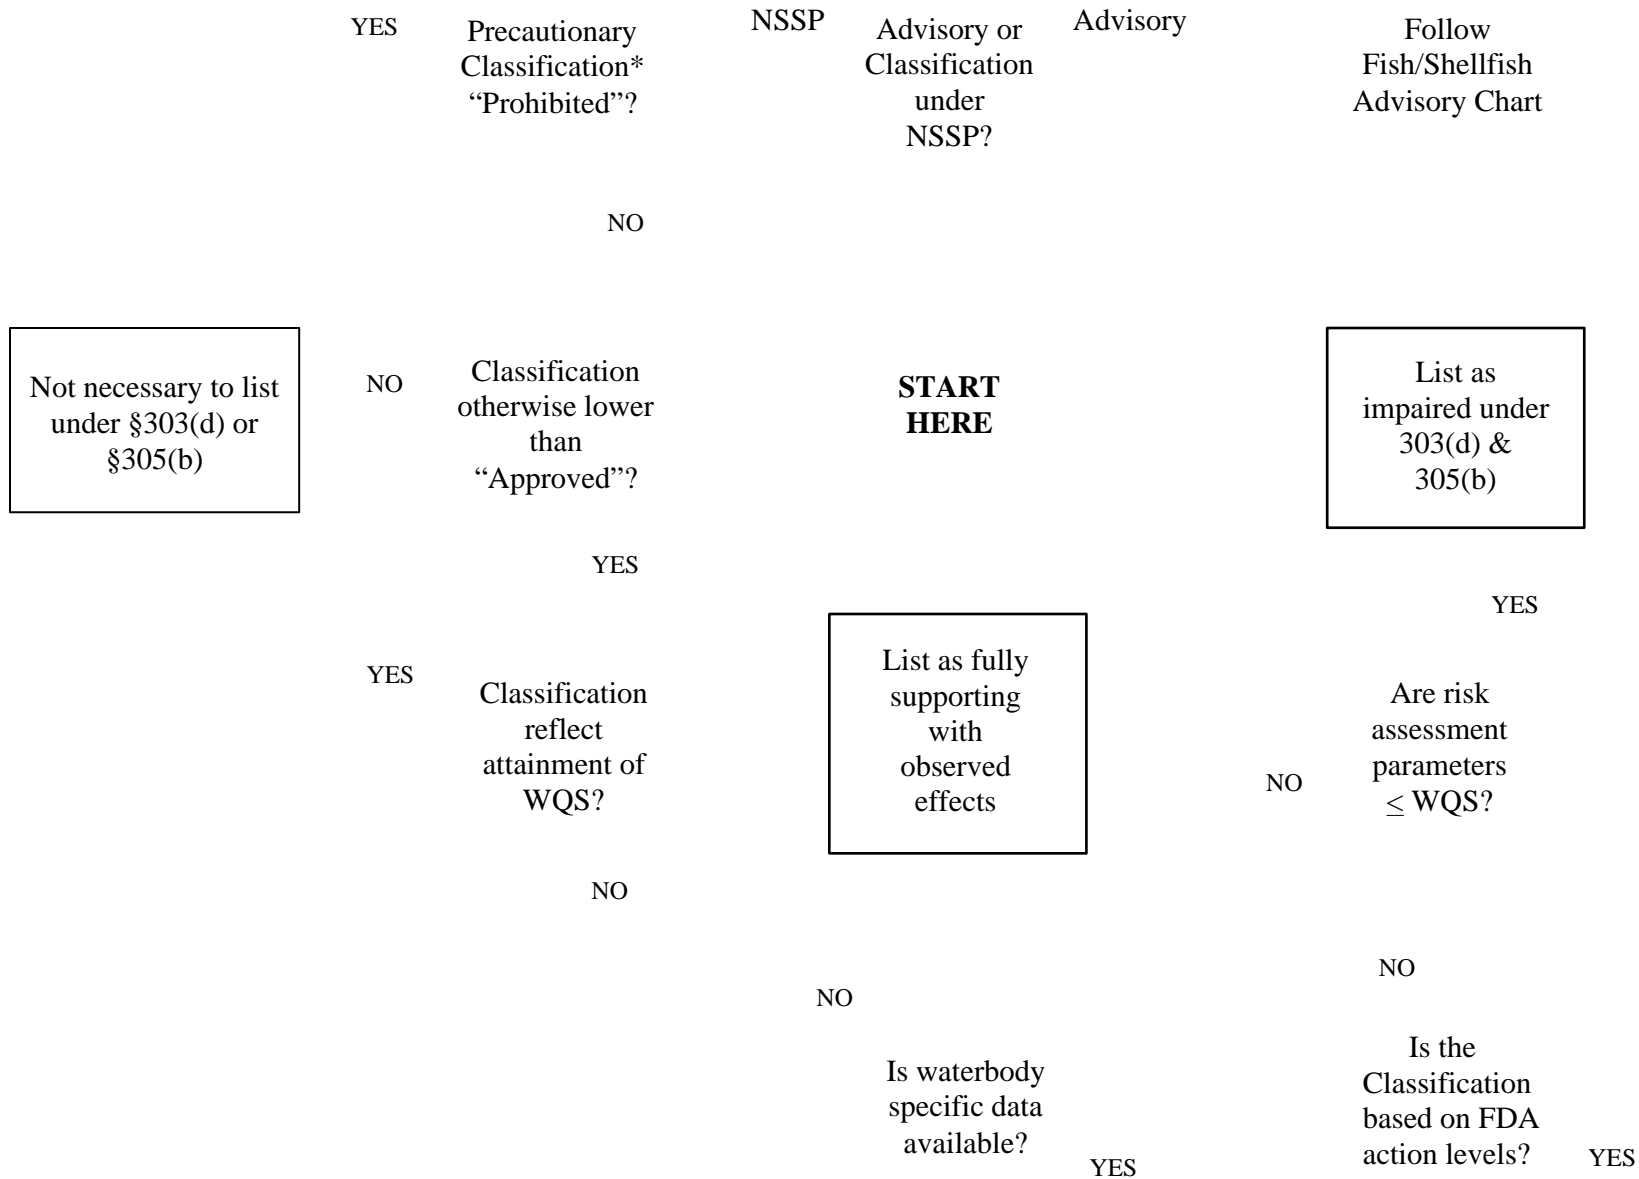 YES
Precautionary
Classification*
“Prohibited”?
NSSP
Advisory or
Classification
under
NSSP?
Advisory
Follow
Fish/Shellfish
Advisory Chart
NO
Not necessary to list
under §303(d) or
§305(b)
NO
Classification
otherwise lower
than
“Approved”?
START
HERE
List as
impaired under
303(d) &
305(b)
YES
YES
YES
Classification
reflect
attainment of
WQS?
List as fully
supporting
with
observed
effects
NO
Are risk
assessment
parameters
≤ WQS?
NO
NO
NO
Is waterbody
specific data
available?
YES
Is the
Classification
based on FDA
action levels?
YES